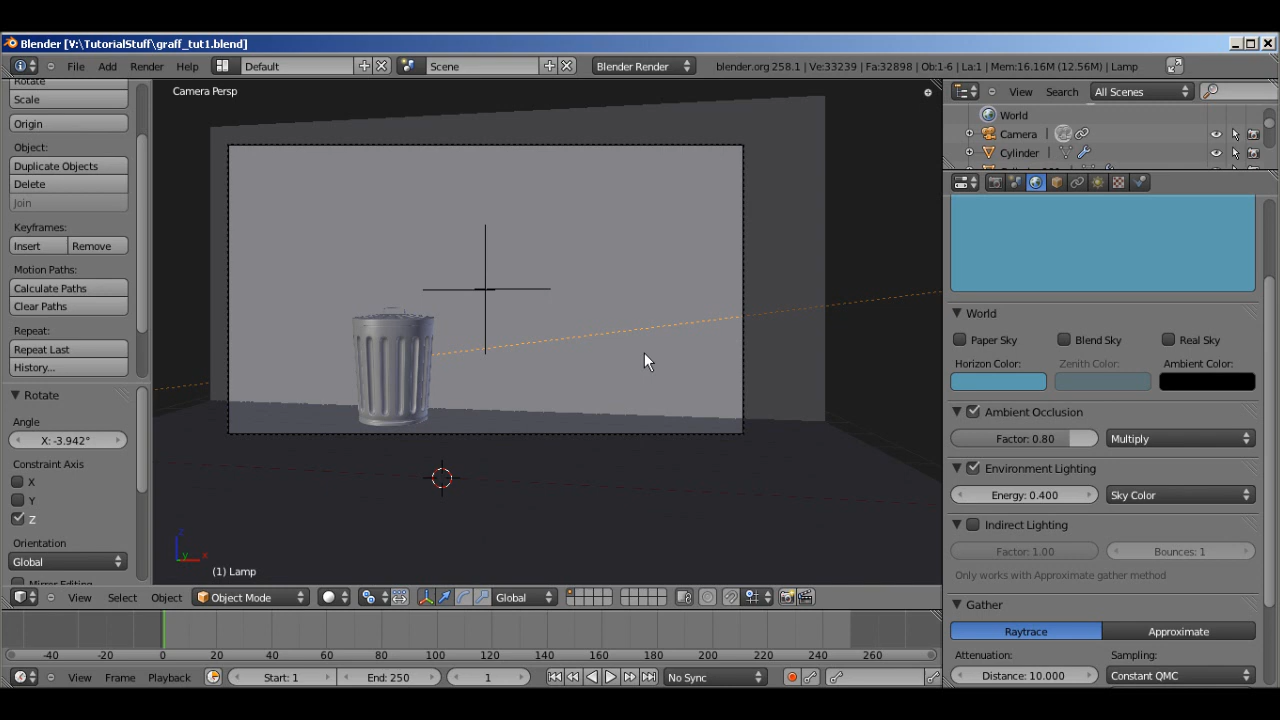 Blender [V:\TutorialStuff\graff_tut1.blend]
File Add Render Help Default Scene Blender Render blender.org 258.1 | Ve:33239 | Fa:32898 | Ob:1-6 | La:1 | Mem:16.16M (12.56M) | Lamp
Rotate
Scale
Origin
Object:
Duplicate Objects
Delete
Join
Keyframes:
Insert Remove
Motion Paths:
Calculate Paths
Clear Paths
Repeat:
Repeat Last
History...
Rotate
Angle
X: -3.942°
Constraint Axis
X
Y
Z
Orientation
Global
Mirror Editing
Camera Persp
z
y x
(1) Lamp
View Select Object Object Mode Global
View Search All Scenes
World
Camera
Cylinder
World
Paper Sky Blend Sky Real Sky
Horizon Color: Zenith Color: Ambient Color:
Ambient Occlusion
Factor: 0.80 Multiply
Environment Lighting
Energy: 0.400 Sky Color
Indirect Lighting
Factor: 1.00 Bounces: 1
Only works with Approximate gather method
Gather
Raytrace Approximate
Attenuation: Sampling:
Distance: 10.000 Constant QMC
-40 -20 0 20 40 60 80 100 120 140 160 180 200 220 240 260
View Frame Playback Start: 1 End: 250 1 No Sync